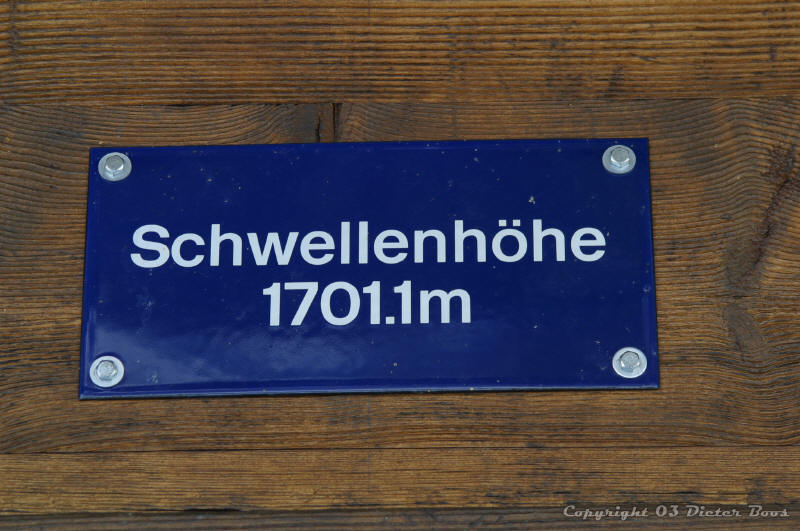 Schwellenhöhe
1701.1m
Copyright 03 Dieter Boos